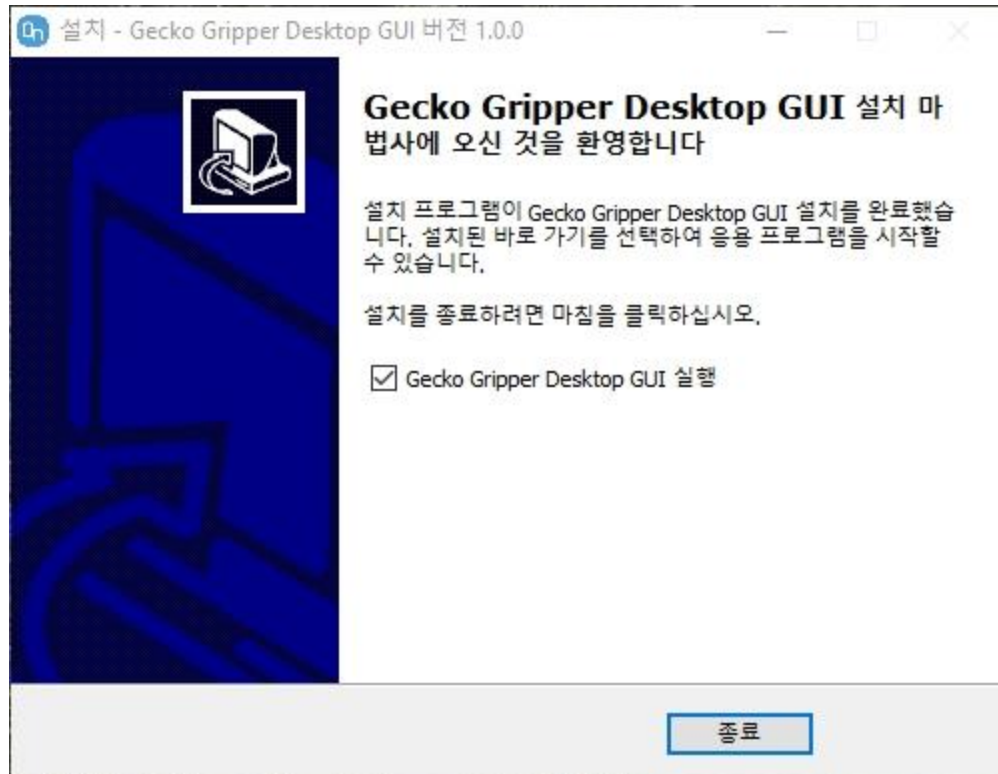 설치 - Gecko Gripper Desktop GUI 버전 1.0.0
Gecko Gripper Desktop GUI 설치 마
법사에 오신 것을 환영합니다
설치 프로그램이 Gecko Gripper Desktop GUI 설치를 완료했습
니다. 설치된 바로 가기를 선택하여 응용 프로그램을 시작할
수 있습니다.
설치를 종료하려면 마침을 클릭하십시오.
Gecko Gripper Desktop GUI 실행
종료